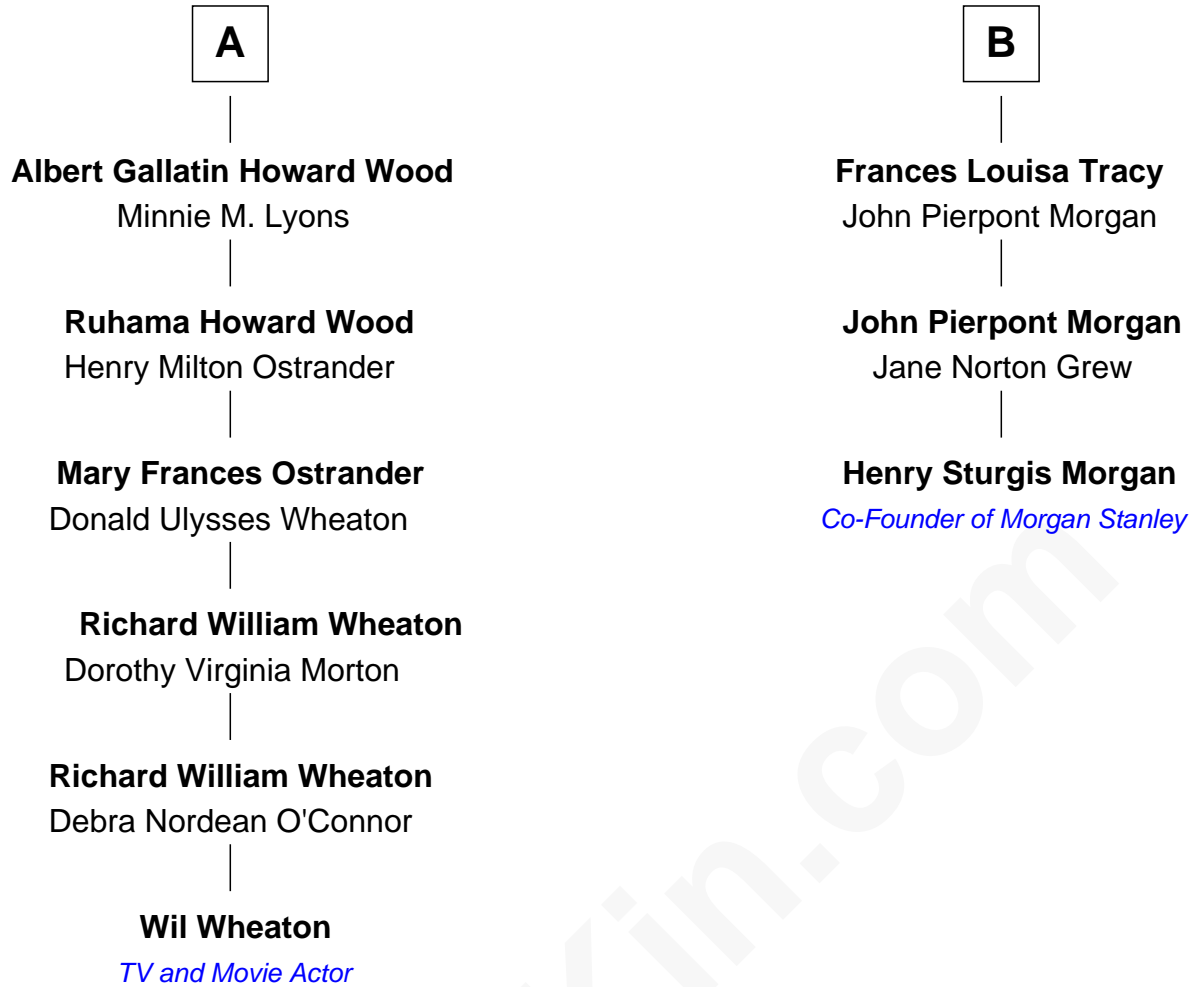 A
Albert Gallatin Howard Wood
Minnie M. Lyons
Ruhama Howard Wood
Henry Milton Ostrander
Mary Frances Ostrander
Donald Ulysses Wheaton
Richard William Wheaton
Dorothy Virginia Morton
Richard William Wheaton
Debra Nordean O'Connor
Wil Wheaton
TV and Movie Actor
B
Frances Louisa Tracy
John Pierpont Morgan
John Pierpont Morgan
Jane Norton Grew
Henry Sturgis Morgan
Co-Founder of Morgan Stanley
Kin.com